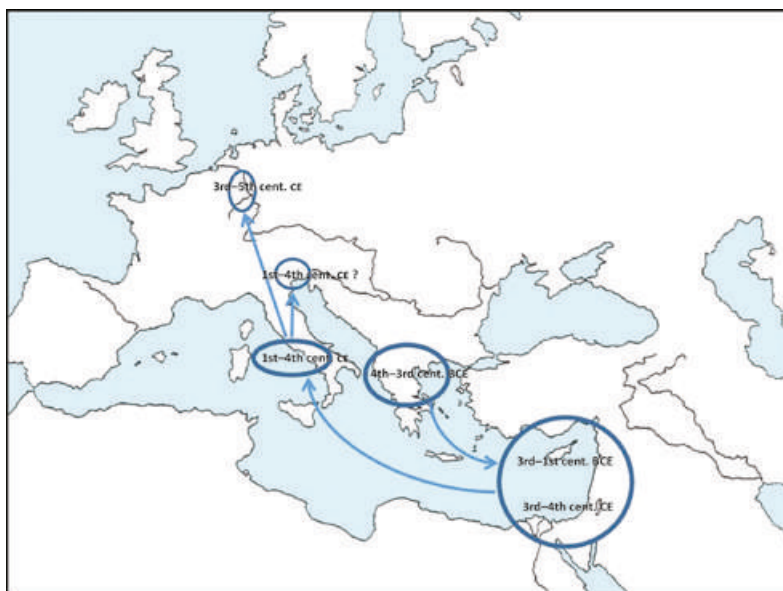 3rd–5th cent. CE
1st–4th cent. CE ?
1st–4th cent. CE
4th–3rd cent. BCE
3rd–1st cent. BCE
3rd–4th cent. CE